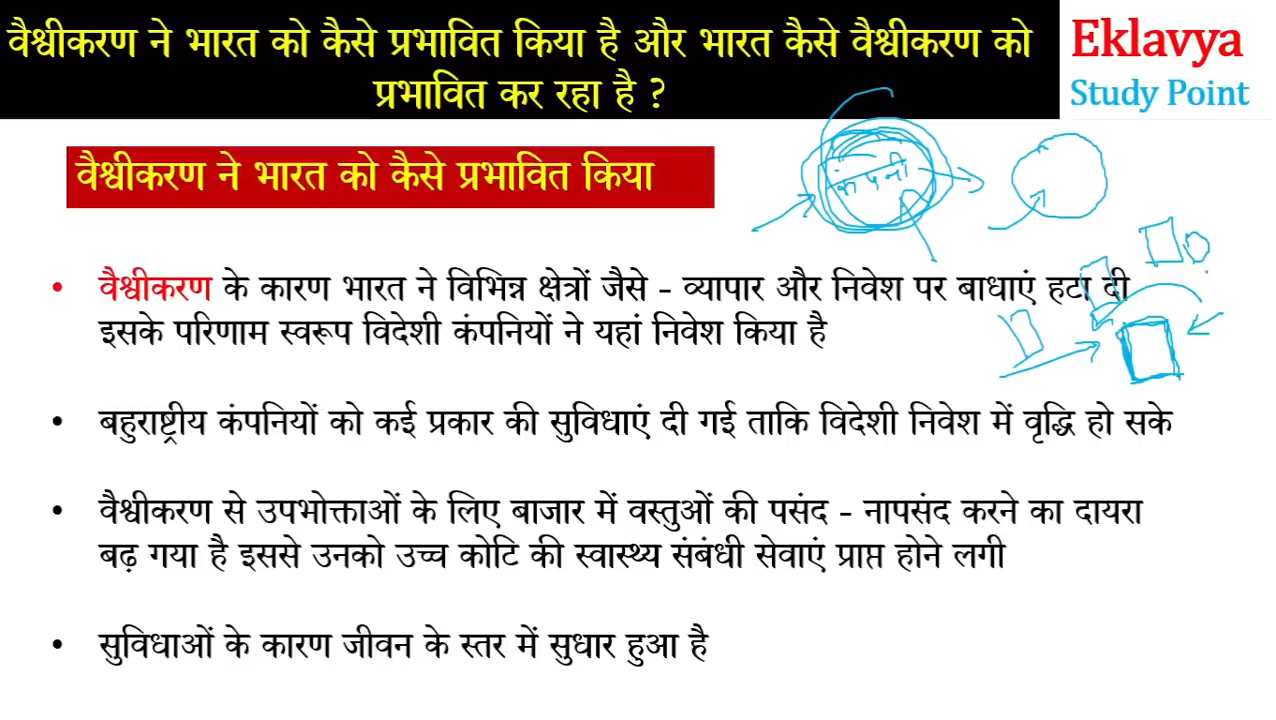 वैश्वीकरण ने भारत को कैसे प्रभावित किया है और भारत कैसे वैश्वीकरण को
प्रभावित कर रहा है ?
Eklavya
Study Point
वैश्वीकरण ने भारत को कैसे प्रभावित किया
कंपनी
• वैश्वीकरण के कारण भारत ने विभिन्न क्षेत्रों जैसे - व्यापार और निवेश पर बाधाएं हटा दी
इसके परिणाम स्वरूप विदेशी कंपनियों ने यहां निवेश किया है
• बहुराष्ट्रीय कंपनियों को कई प्रकार की सुविधाएं दी गई ताकि विदेशी निवेश में वृद्धि हो सके
• वैश्वीकरण से उपभोक्ताओं के लिए बाजार में वस्तुओं की पसंद - नापसंद करने का दायरा
बढ़ गया है इससे उनको उच्च कोटि की स्वास्थ्य संबंधी सेवाएं प्राप्त होने लगी
• सुविधाओं के कारण जीवन के स्तर में सुधार हुआ है